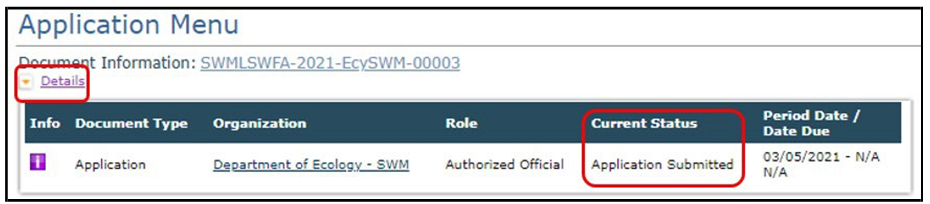 Application Menu
Document Information: SWMLSWFA-2021-EcySWM-00003
Details
Info Document Type Organization Role Current Status Period Date / Date Due
i Application Department of Ecology - SWM Authorized Official Application Submitted 03/05/2021 - N/A N/A